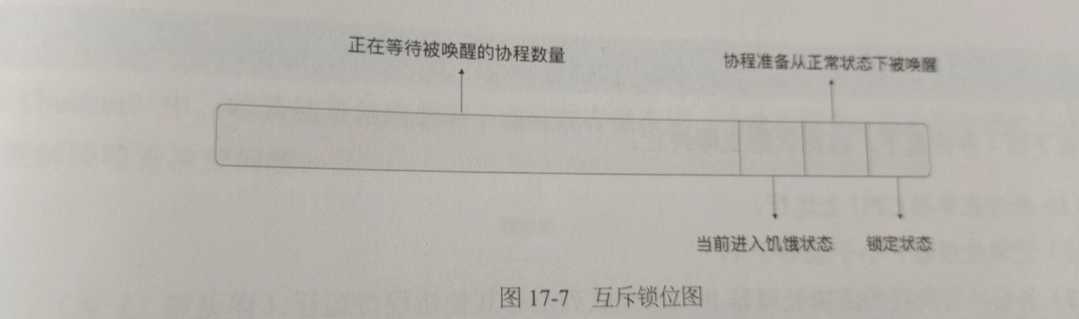 正在等待被唤醒的协程数量
协程准备从正常状态下被唤醒
当前进入饥饿状态
锁定状态
图 17-7 互斥锁位图